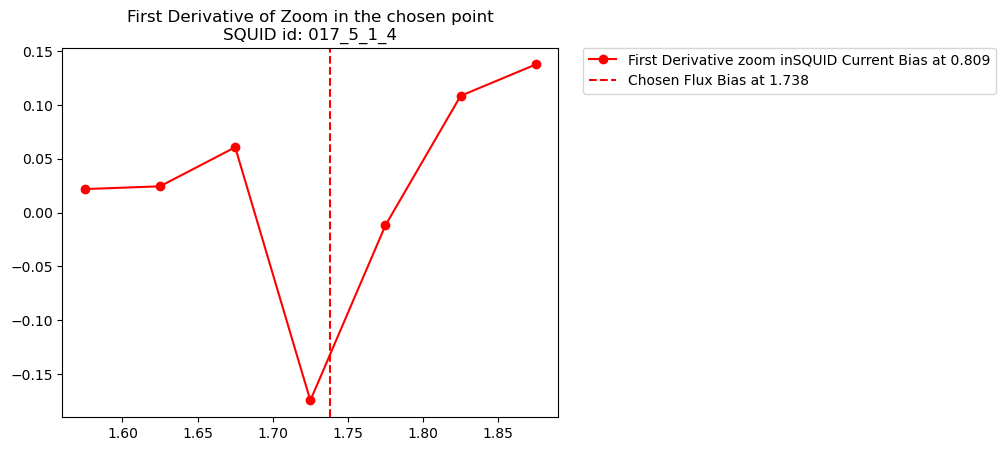 First Derivative of Zoom in the chosen point
SQUID id: 017_5_1_4
First Derivative zoom inSQUID Current Bias at 0.809
Chosen Flux Bias at 1.738
0.15
0.10
0.05
0.00
−0.05
−0.10
−0.15
1.60 1.65 1.70 1.75 1.80 1.85